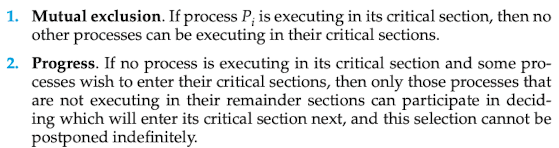 1. Mutual exclusion. If process Pi is executing in its critical section, then no
other processes can be executing in their critical sections.
2. Progress. If no process is executing in its critical section and some pro-
cesses wish to enter their critical sections, then only those processes that
are not executing in their remainder sections can participate in decid-
ing which will enter its critical section next, and this selection cannot be
postponed indefinitely.